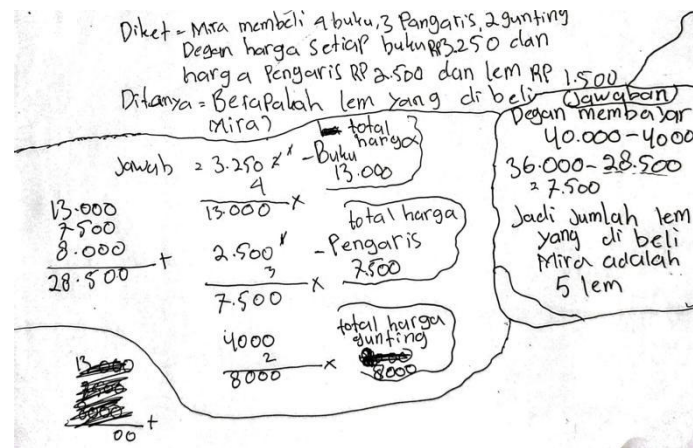 Diket = Mira membeli 4 buku, 3 Pangaris, 2 gunting
Degan harga setiap buku RP3.250 dan
harga Pengaris RP 2.500 dan lem RP 1.500
Ditanya = Berapakah lem yang di beli
Mira?
Jawab = 3.250
4
13.000 x
- Buku
total harga
13.000
2.500
3
7.500 x
- Pengaris
total harga
7.500
4000
2
8000 x
total harga
gunting
8000
13.000
7.500
8.000
28.500 +
00 +
Jawaban
Degan membayar
40.000 - 4000
36.000 - 28.500
= 7.500
Jadi Jumlah lem
yang di beli
Mira adalah
5 lem